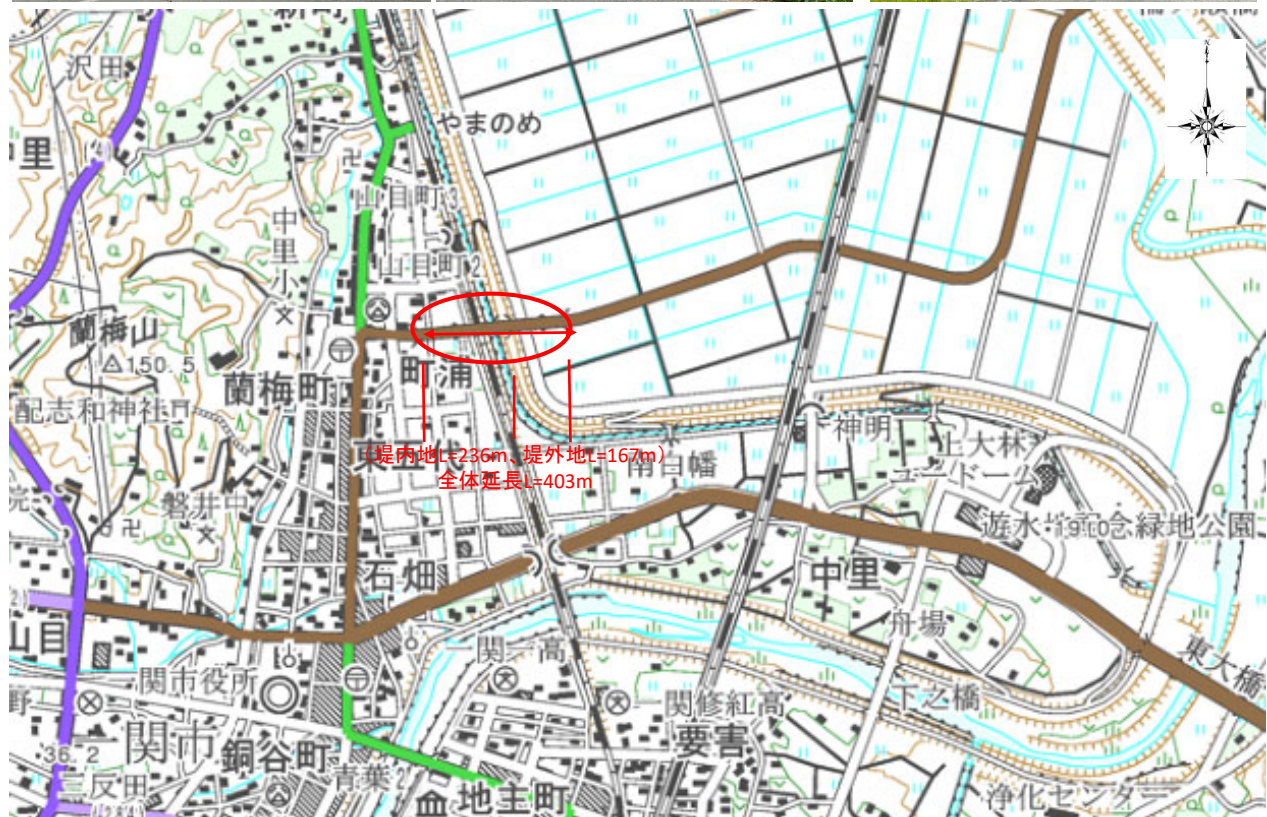 沢田
N
やまのめ
里
山目町3
中里小
山目町2
蘭梅山
150.5
町浦
蘭梅町
配志和神社
神明
(堤内地L=236m、堤外地L=167m)
上大林
南白幡
全体延長L=403m
ユードーム
磐井中
遊水地記念緑地公園
19.0
石畑
中里
山目
舟場
一関一高
東大橋
関市役所
一関修紅高
下之橋
野
要害
一関市
36.2
銅谷町
青葉2
三反田
地主町
浄化センター